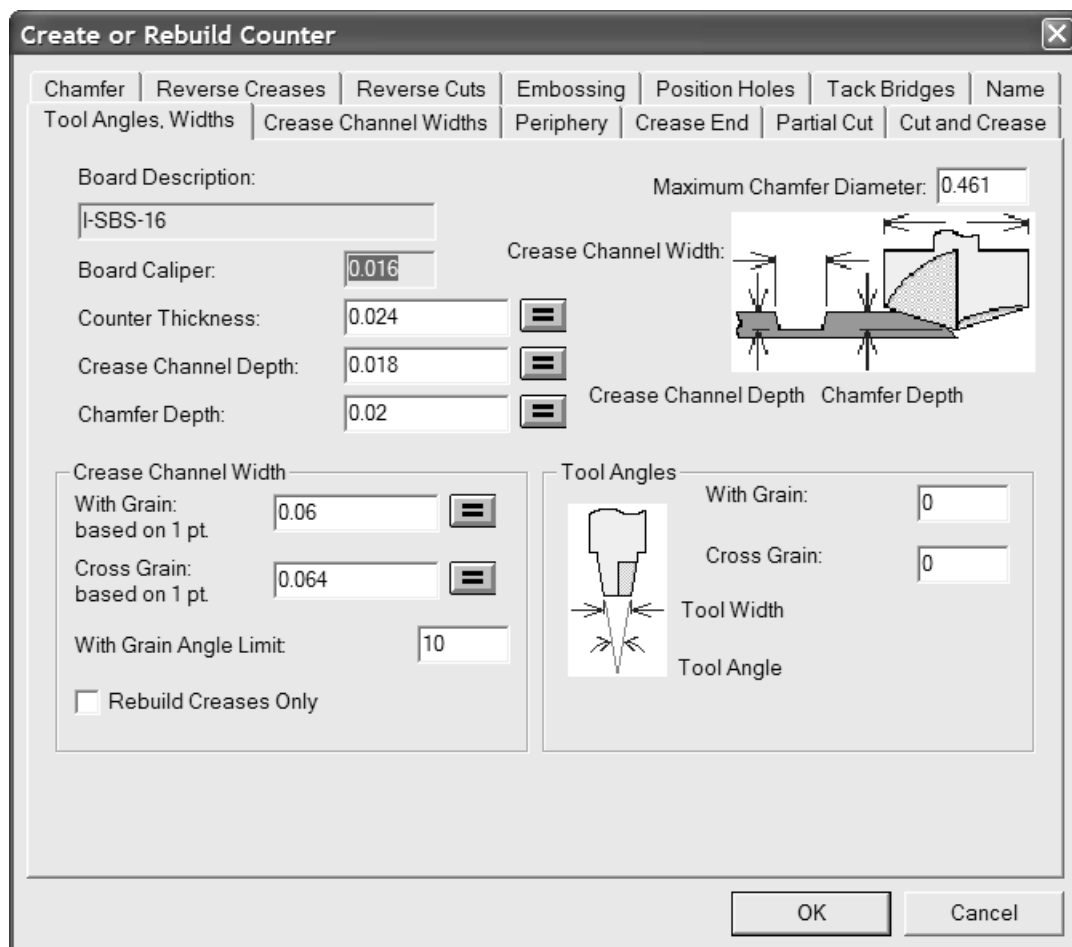 Create or Rebuild Counter
Chamfer Reverse Creases Reverse Cuts Embossing Position Holes Tack Bridges Name
Tool Angles, Widths Crease Channel Widths Periphery Crease End Partial Cut Cut and Crease
Board Description:
I-SBS-16
Maximum Chamfer Diameter: 0.461
Board Caliper: 0.016
Crease Channel Width:
Counter Thickness: 0.024 =
Crease Channel Depth: 0.018 =
Chamfer Depth: 0.02 =
Crease Channel Depth Chamfer Depth
Crease Channel Width
With Grain:
based on 1 pt. 0.06 =
Cross Grain:
based on 1 pt. 0.064 =
With Grain Angle Limit: 10
Rebuild Creases Only
Tool Angles
With Grain: 0
Cross Grain: 0
Tool Width
Tool Angle
OK Cancel